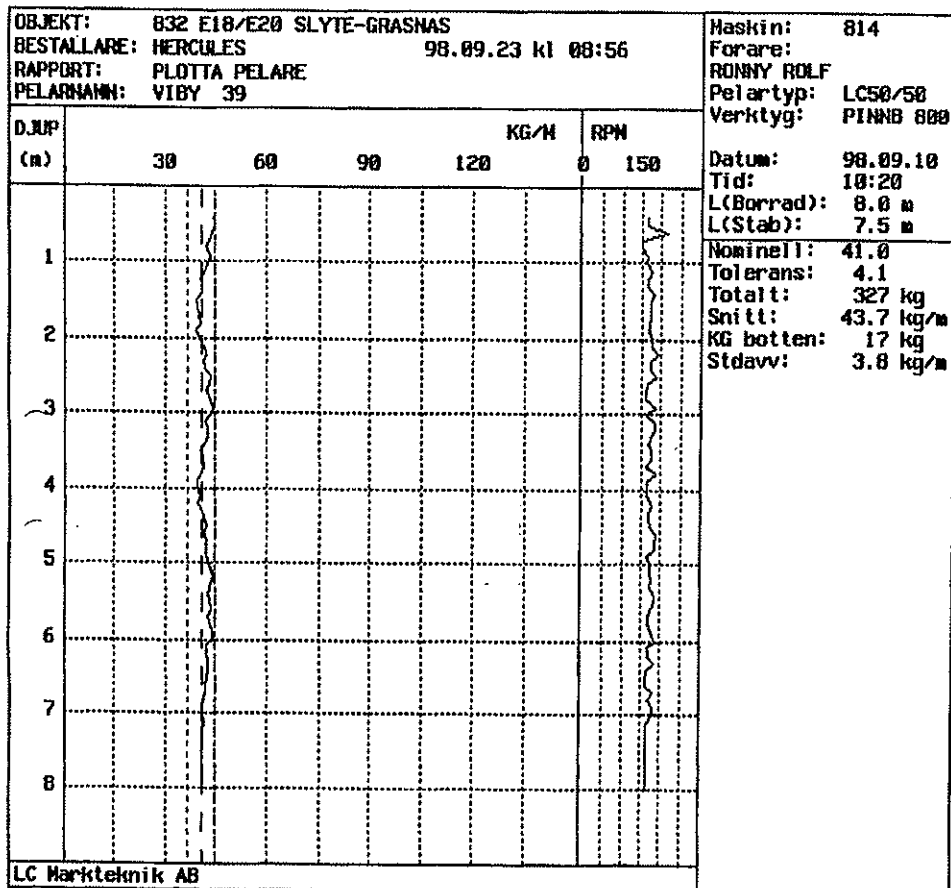 OBJEKT: 832 E18/E20 SLYTE-GRASNAS
BESTALLARE: HERCULES 98.09.23 kl 08:56
RAPPORT: PLOTTA PELARE
PELARNAMN: VIBY 39
Maskin: 814
Forare:
RONNY ROLF
Pelartyp: LC50/50
Verktyg: PINNB 800
Datum: 98.09.10
Tid: 10:20
L(Borrad): 8.0 m
L(Stab): 7.5 m
Nominell: 41.0
Tolerans: 4.1
Totalt: 327 kg
Snitt: 43.7 kg/m
KG botten: 17 kg
Stdavv: 3.8 kg/m
DJUP KG/M RPM
(m) 30 60 90 120 0 150
1
2
3
4
5
6
7
8
LC Markteknik AB